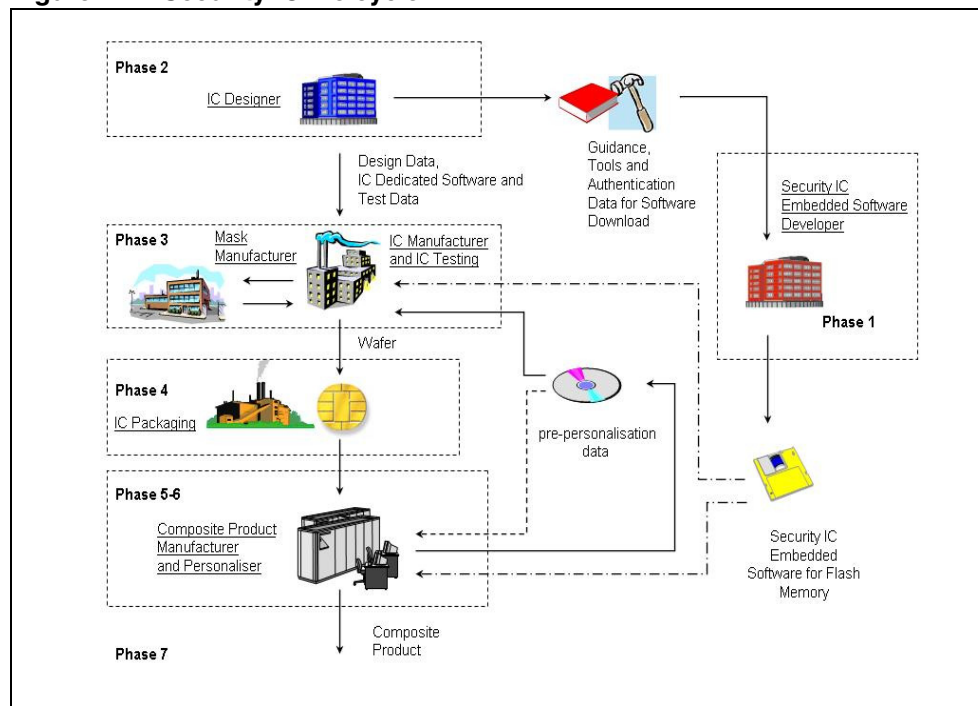 Phase 2
IC Designer
Design Data,
IC Dedicated Software and
Test Data
Guidance,
Tools and
Authentication
Data for Software
Download
Security IC
Embedded Software
Developer
Phase 1
Phase 3
Mask
Manufacturer
IC Manufacturer
and IC Testing
Wafer
Phase 4
IC Packaging
pre-personalisation
data
Phase 5-6
Composite Product
Manufacturer
and Personaliser
Security IC
Embedded
Software for Flash
Memory
Composite
Product
Phase 7